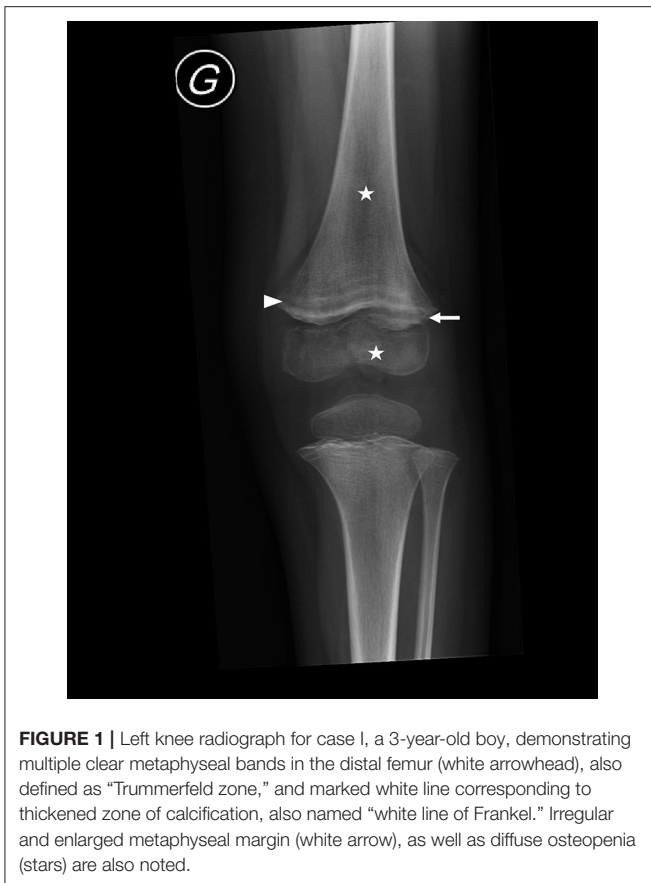 G
FIGURE 1 | Left knee radiograph for case I, a 3-year-old boy, demonstrating
multiple clear metaphyseal bands in the distal femur (white arrowhead), also
defined as “Trummerfeld zone,” and marked white line corresponding to
thickened zone of calcification, also named “white line of Frankel.” Irregular
and enlarged metaphyseal margin (white arrow), as well as diffuse osteopenia
(stars) are also noted.